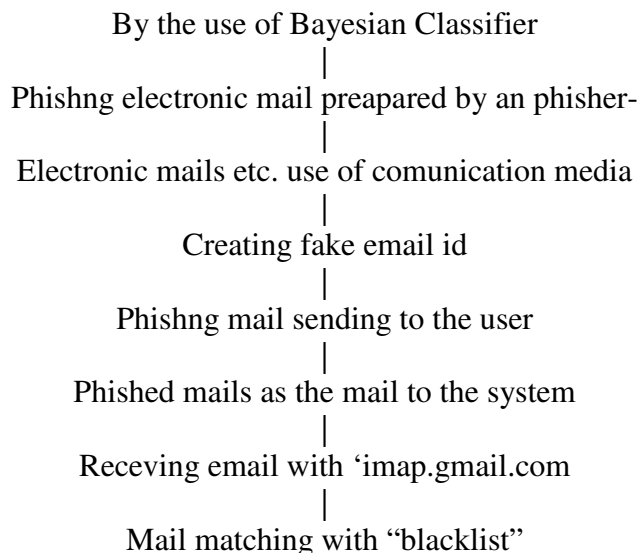 By the use of Bayesian Classifier
Phishng electronic mail preapared by an phisher-
Electronic mails etc. use of comunication media
Creating fake email id
Phishng mail sending to the user
Phished mails as the mail to the system
Receving email with ‘imap.gmail.com
Mail matching with “blacklist”